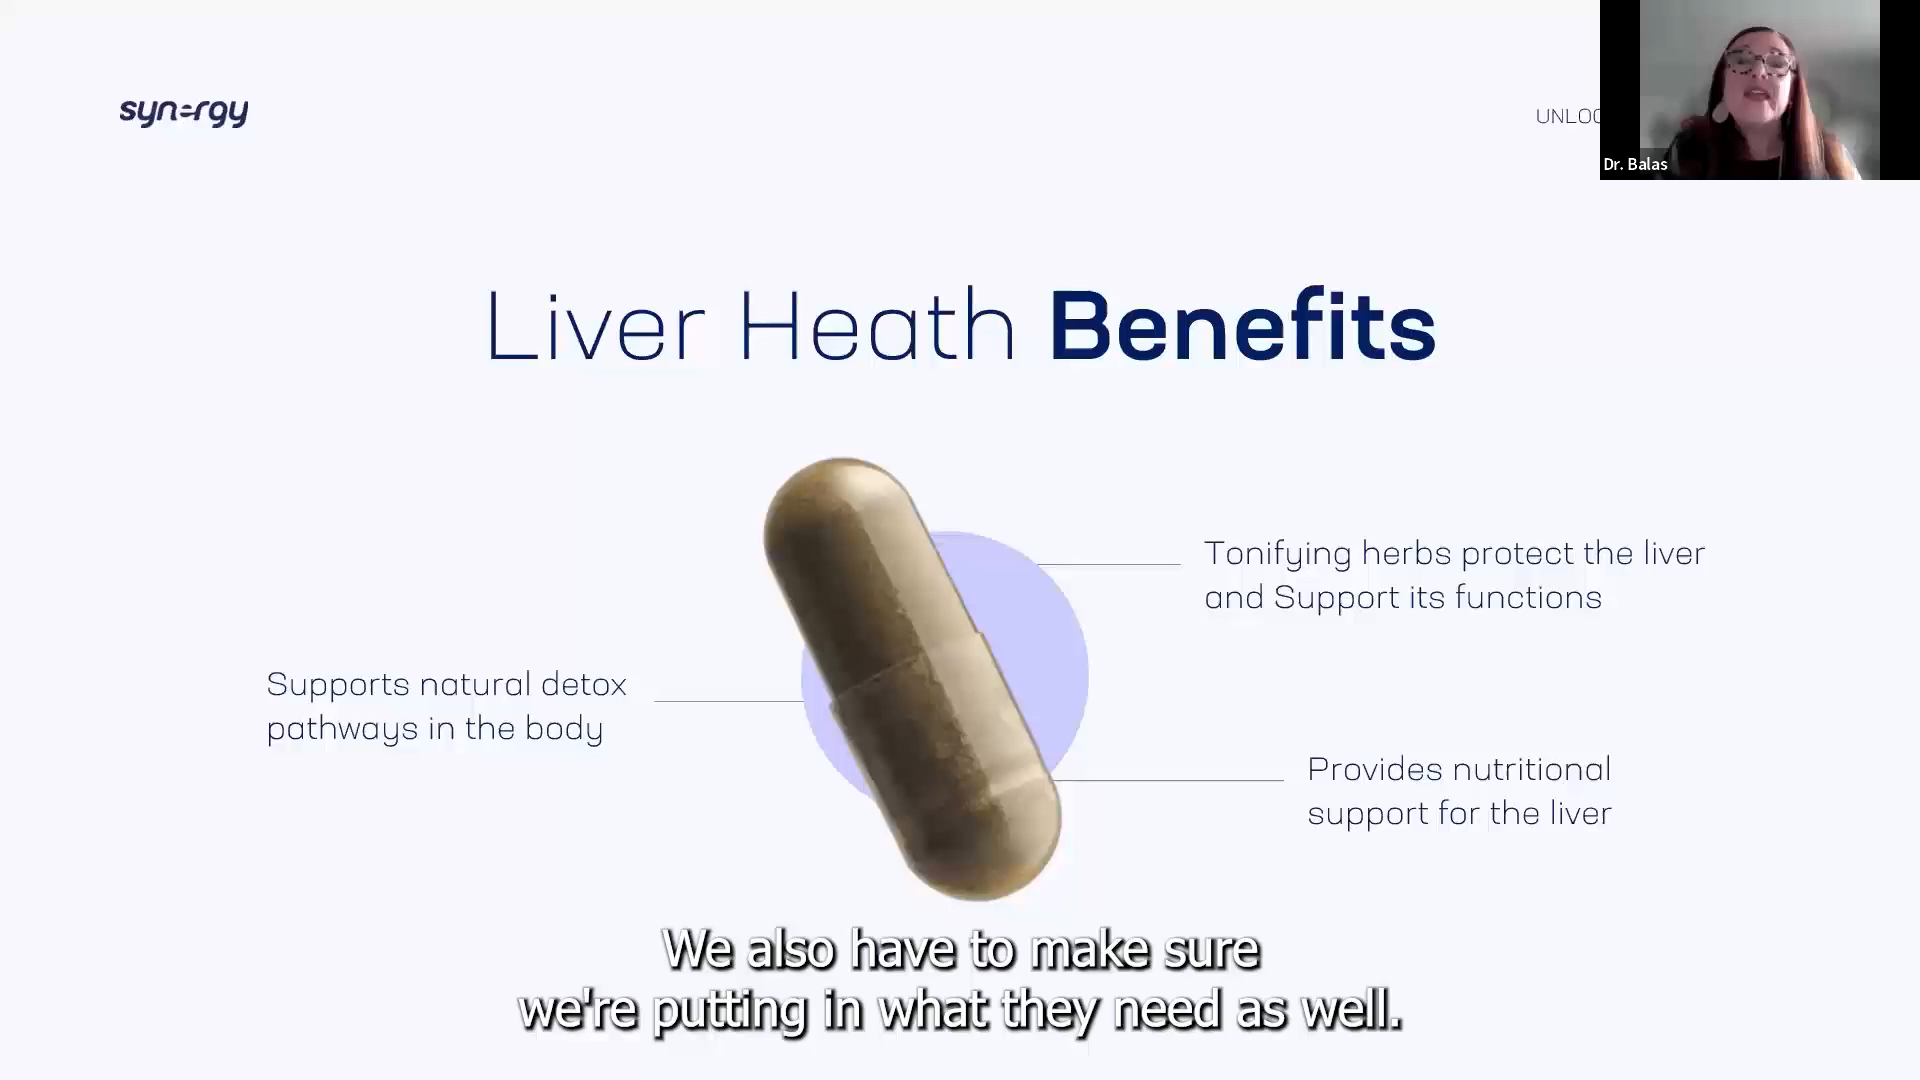 synergy
UNLOC
Dr. Balas
Liver Heath Benefits
Tonifying herbs protect the liver
and Support its functions
Supports natural detox
pathways in the body
Provides nutritional
support for the liver
We also have to make sure
we're putting in what they need as well.